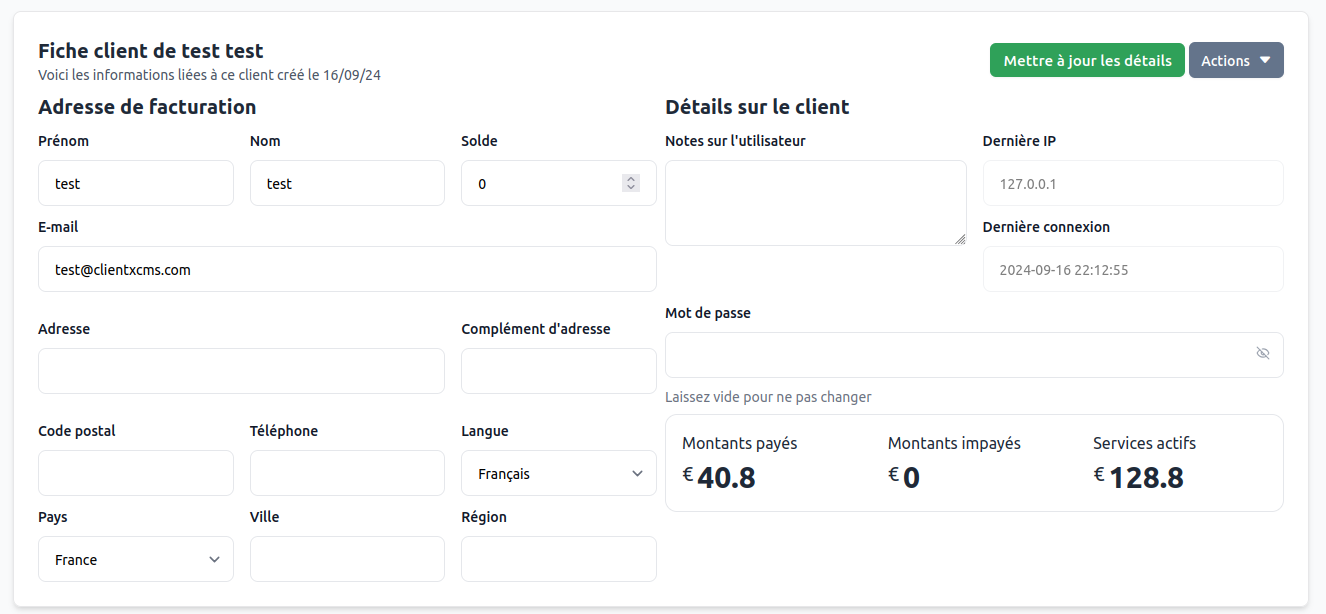 Fiche client de test test
Voici les informations liées à ce client créé le 16/09/24
Mettre à jour les détails
Actions
Adresse de facturation
Prénom
Nom
Solde
test
test
0
E-mail
test@clientxcms.com
Adresse
Complément d'adresse
Code postal
Téléphone
Langue
Français
Pays
Ville
Région
France
Détails sur le client
Notes sur l'utilisateur
Dernière IP
127.0.0.1
Dernière connexion
2024-09-16 22:12:55
Mot de passe
Laissez vide pour ne pas changer
Montants payés
Montants impayés
Services actifs
€ 40.8
€ 0
€ 128.8